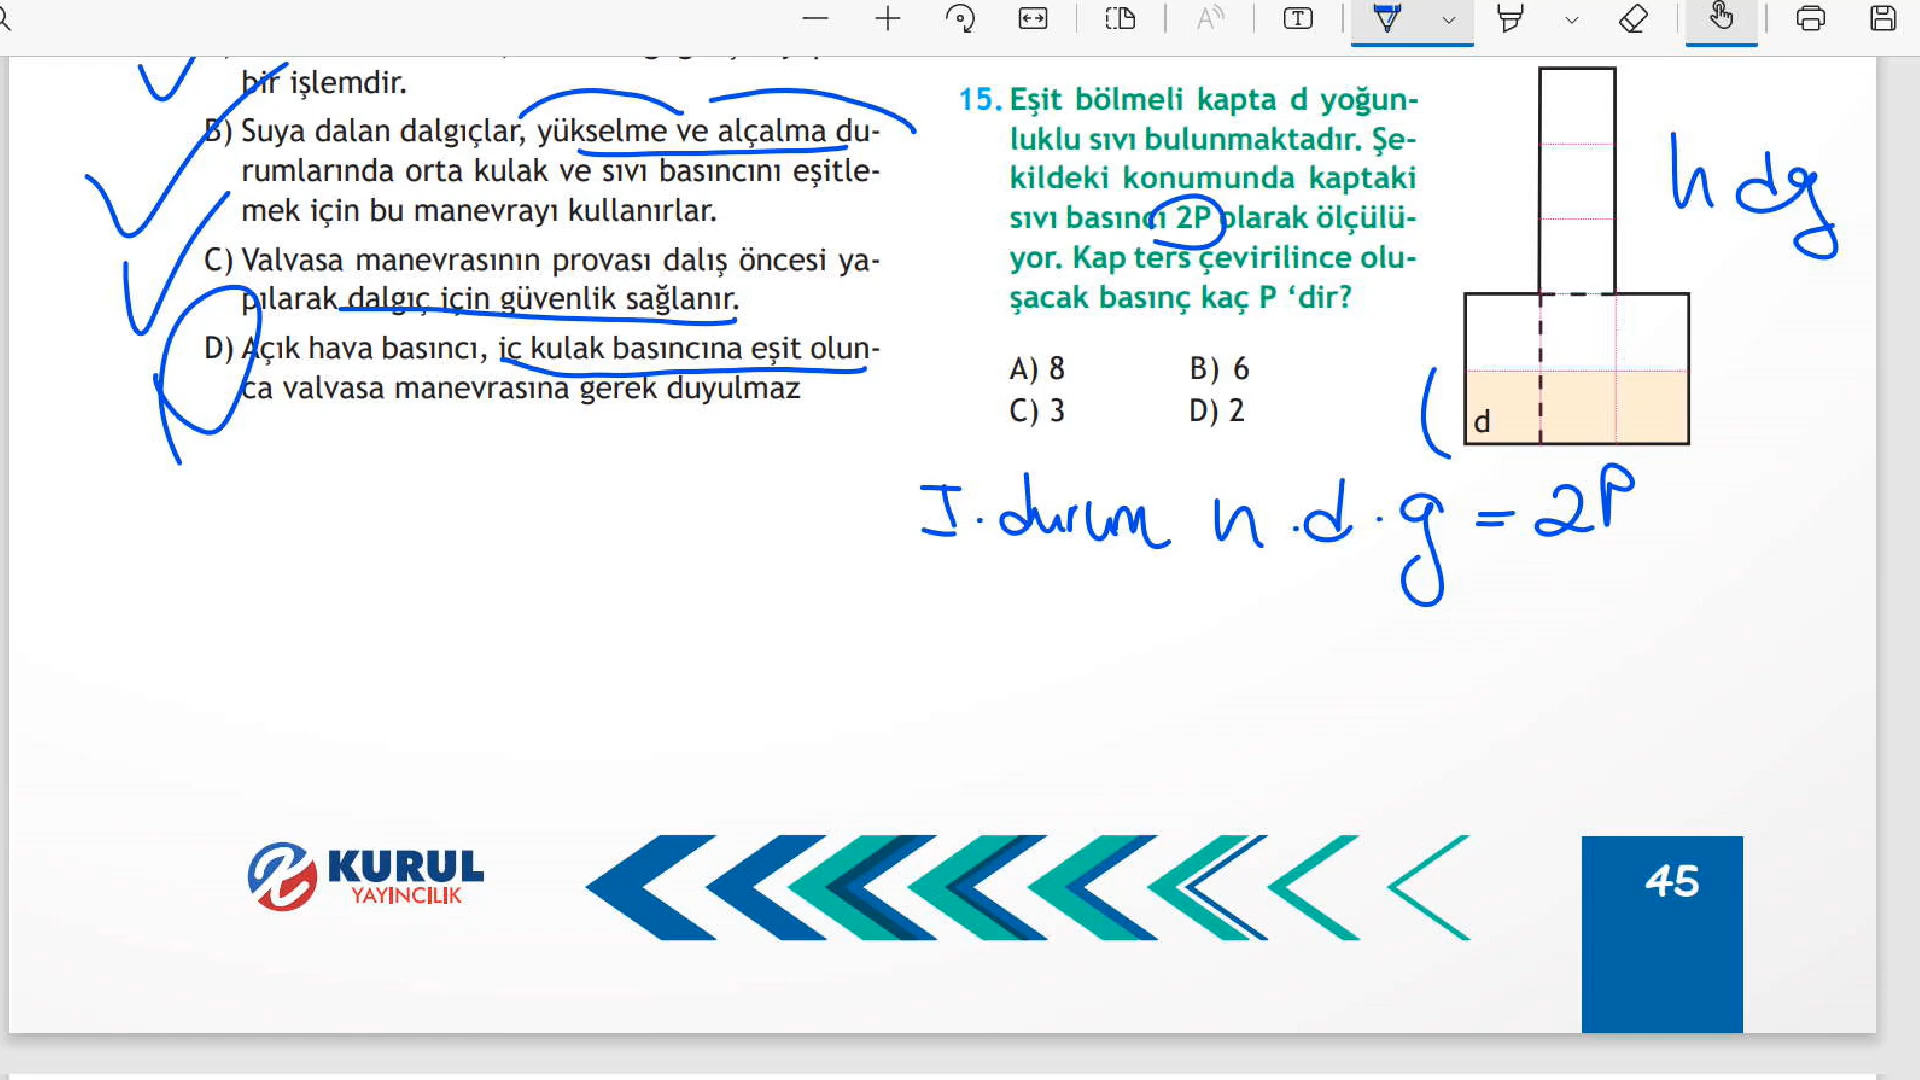 bir işlemdir.
B) Suya dalan dalgıçlar, yükselme ve alçalma du-
rumlarında orta kulak ve sıvı basıncını eşitle-
mek için bu manevrayı kullanırlar.
C) Valvasa manevrasının provası dalış öncesi ya-
pılarak dalgıç için güvenlik sağlanır.
D) Açık hava basıncı, iç kulak basıncına eşit olun-
ca valvasa manevrasına gerek duyulmaz
15. Eşit bölmeli kapta d yoğun-
luklu sıvı bulunmaktadır. Şe-
kildeki konumunda kaptaki
sıvı basıncı 2P olarak ölçülü-
yor. Kap ters çevirilince olu-
şacak basınç kaç P ‘dir?
A) 8 B) 6
C) 3 D) 2
d
h d g
I. durum h . d . g = 2P
KURUL
YAYINCILIK
45